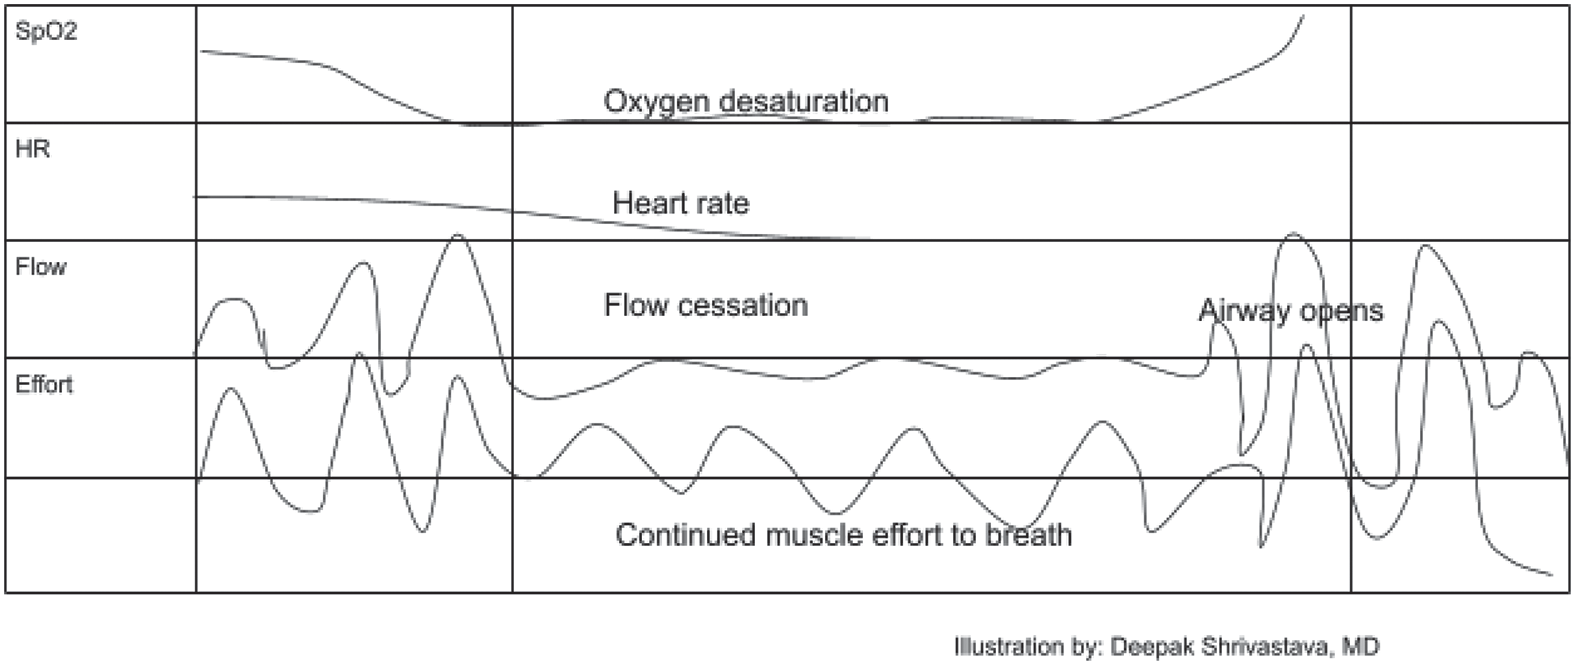 SpO2
Oxygen desaturation
HR
Heart rate
Flow
Flow cessation
Airway opens
Effort
Continued muscle effort to breath
Illustration by: Deepak Shrivastava, MD